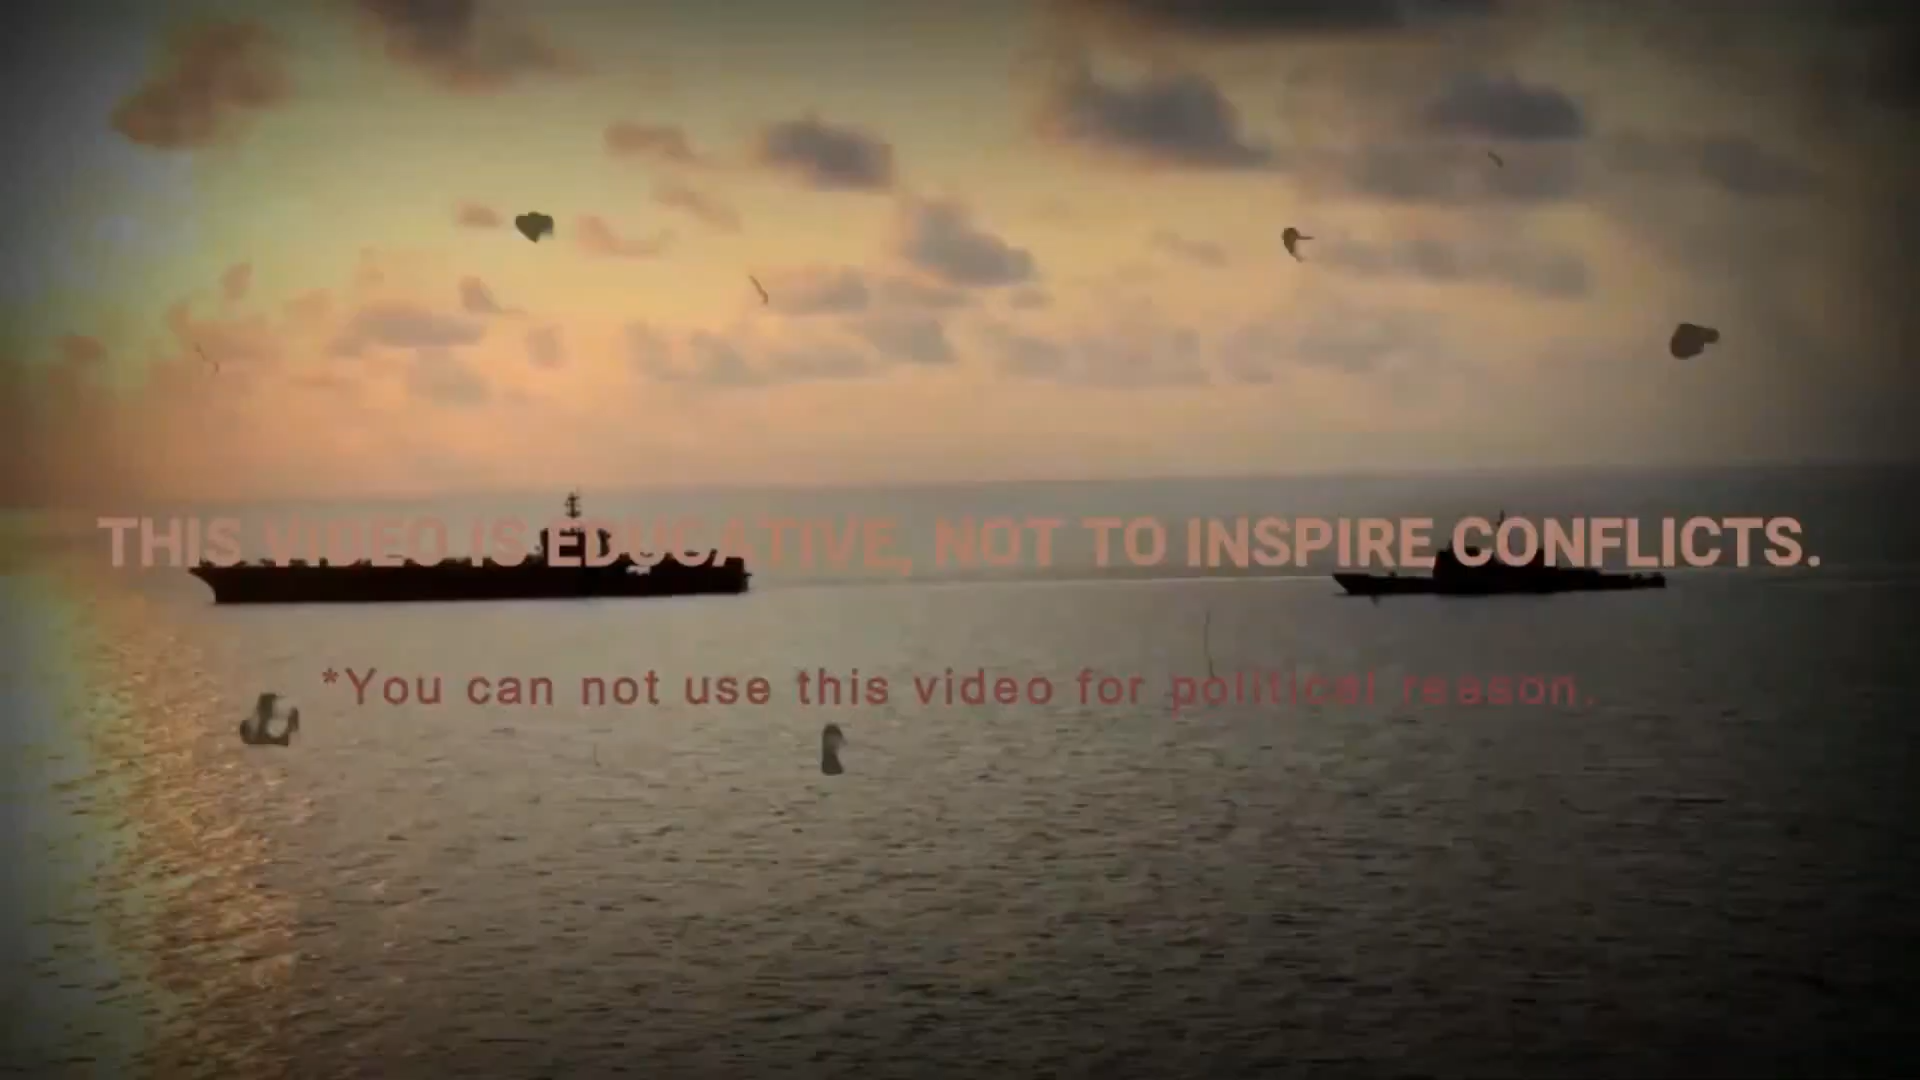 THIS VIDEO IS EDUCATIVE, NOT TO INSPIRE CONFLICTS.
*You can not use this video for political reason.